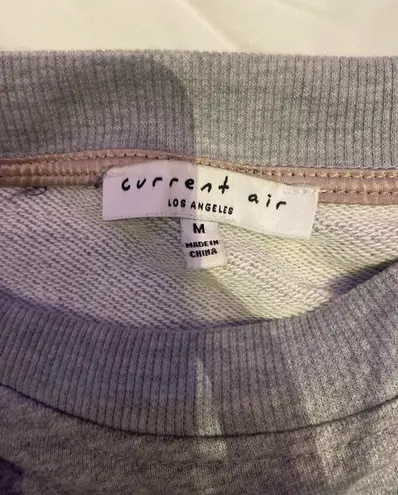 current air
LOS ANGELES
M
MADE IN
CHINA